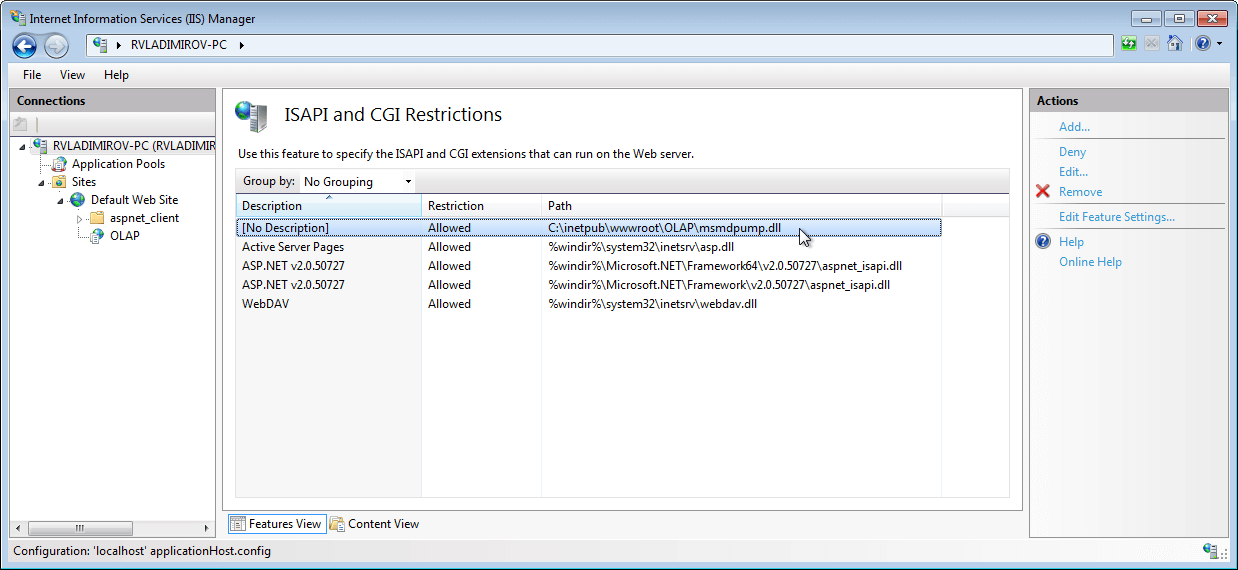 Internet Information Services (IIS) Manager
RVLADIMIROV-PC
File View Help
Connections
RVLADIMIROV-PC (RVLADIMIR
Application Pools
Sites
Default Web Site
aspnet_client
OLAP
ISAPI and CGI Restrictions
Use this feature to specify the ISAPI and CGI extensions that can run on the Web server.
Group by: No Grouping
Description Restriction Path
[No Description] Allowed C:\inetpub\wwwroot\OLAP\msmdpump.dll
Active Server Pages Allowed %windir%\system32\inetsrv\asp.dll
ASP.NET v2.0.50727 Allowed %windir%\Microsoft.NET\Framework64\v2.0.50727\aspnet_isapi.dll
ASP.NET v2.0.50727 Allowed %windir%\Microsoft.NET\Framework\v2.0.50727\aspnet_isapi.dll
WebDAV Allowed %windir%\system32\inetsrv\webdav.dll
Features View Content View
Actions
Add...
Deny
Edit...
Remove
Edit Feature Settings...
Help
Online Help
Configuration: 'localhost' applicationHost.config